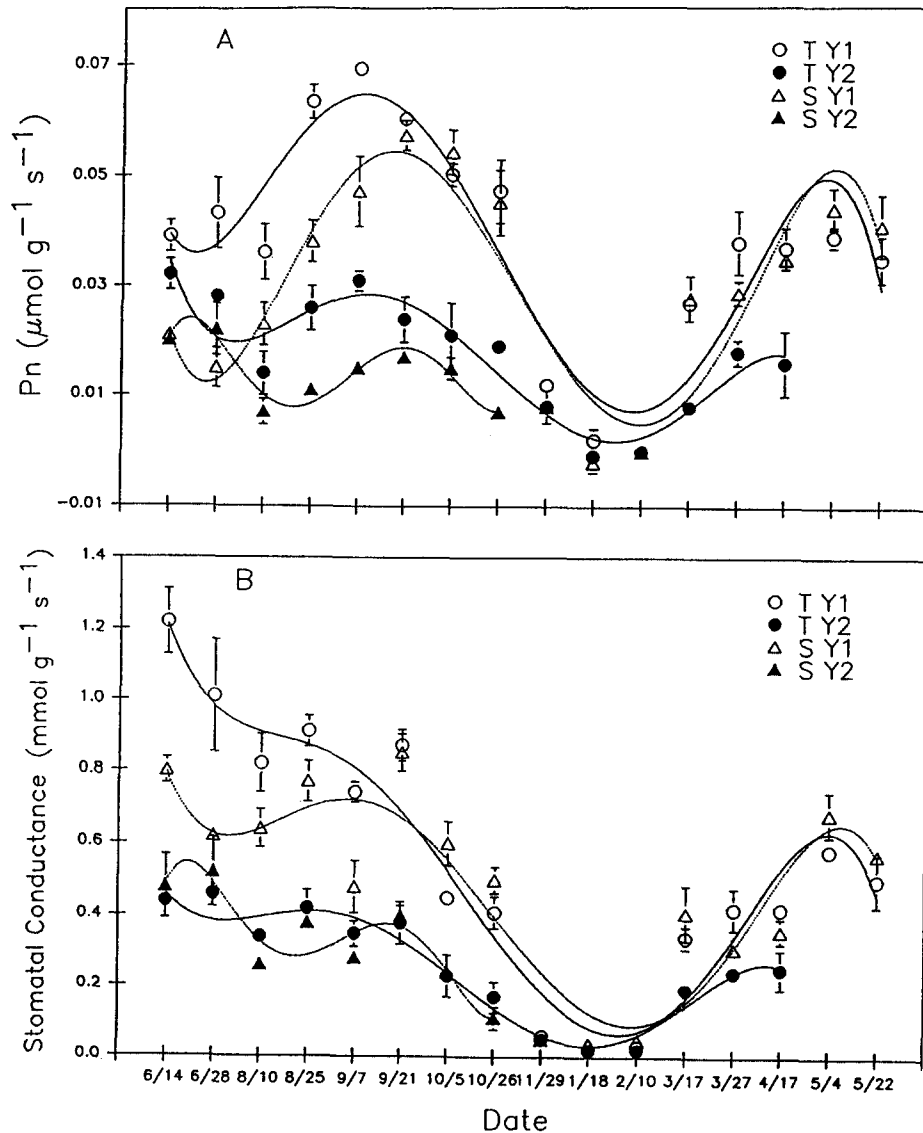 A
T Y1
T Y2
S Y1
S Y2
Pn (μmol g⁻¹ s⁻¹)
0.07
0.05
0.03
0.01
-0.01
B
T Y1
T Y2
S Y1
S Y2
Stomatal Conductance (mmol g⁻¹ s⁻¹)
1.4
1.2
1.0
0.8
0.6
0.4
0.2
0.0
6/14 6/28 8/10 8/25 9/7 9/21 10/5 10/26 11/29 1/18 2/10 3/17 3/27 4/17 5/4 5/22
Date